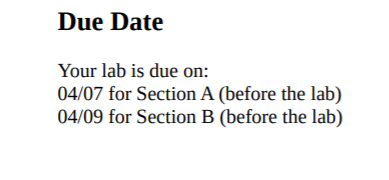 Due Date
Your lab is due on:
04/07 for Section A (before the lab)
04/09 for Section B (before the lab)